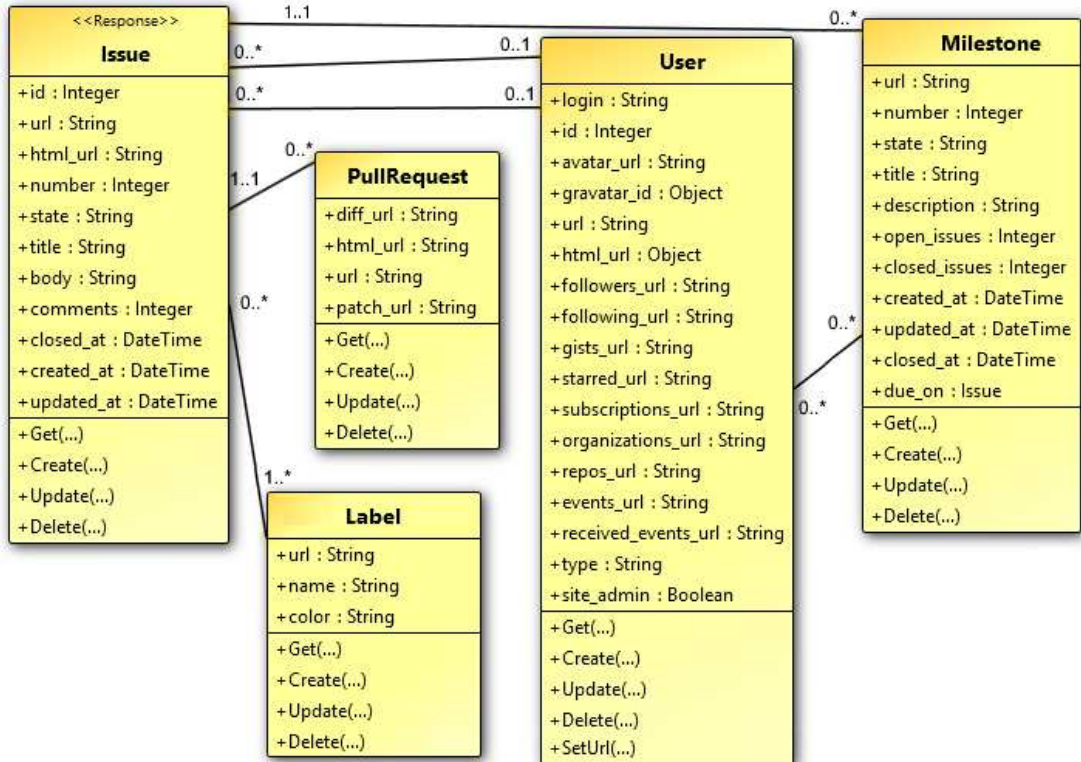 <<Response>>
Issue
+id : Integer
+url : String
+html_url : String
+number : Integer
+state : String
+title : String
+body : String
+comments : Integer
+closed_at : DateTime
+created_at : DateTime
+updated_at : DateTime
+Get(...)
+Create(...)
+Update(...)
+Delete(...)
1..1
0..*
0..*
0..1
0..*
0..1
0..*
1..1
0..*
1..*
PullRequest
+diff_url : String
+html_url : String
+url : String
+patch_url : String
+Get(...)
+Create(...)
+Update(...)
+Delete(...)
Label
+url : String
+name : String
+color : String
+Get(...)
+Create(...)
+Update(...)
+Delete(...)
User
+login : String
+id : Integer
+avatar_url : String
+gravatar_id : Object
+url : String
+html_url : Object
+followers_url : String
+following_url : String
+gists_url : String
+starred_url : String
+subscriptions_url : String
+organizations_url : String
+repos_url : String
+events_url : String
+received_events_url : String
+type : String
+site_admin : Boolean
+Get(...)
+Create(...)
+Update(...)
+Delete(...)
+SetUrl(...)
0..*
0..*
Milestone
+url : String
+number : Integer
+state : String
+title : String
+description : String
+open_issues : Integer
+closed_issues : Integer
+created_at : DateTime
+updated_at : DateTime
+closed_at : DateTime
+due_on : Issue
+Get(...)
+Create(...)
+Update(...)
+Delete(...)